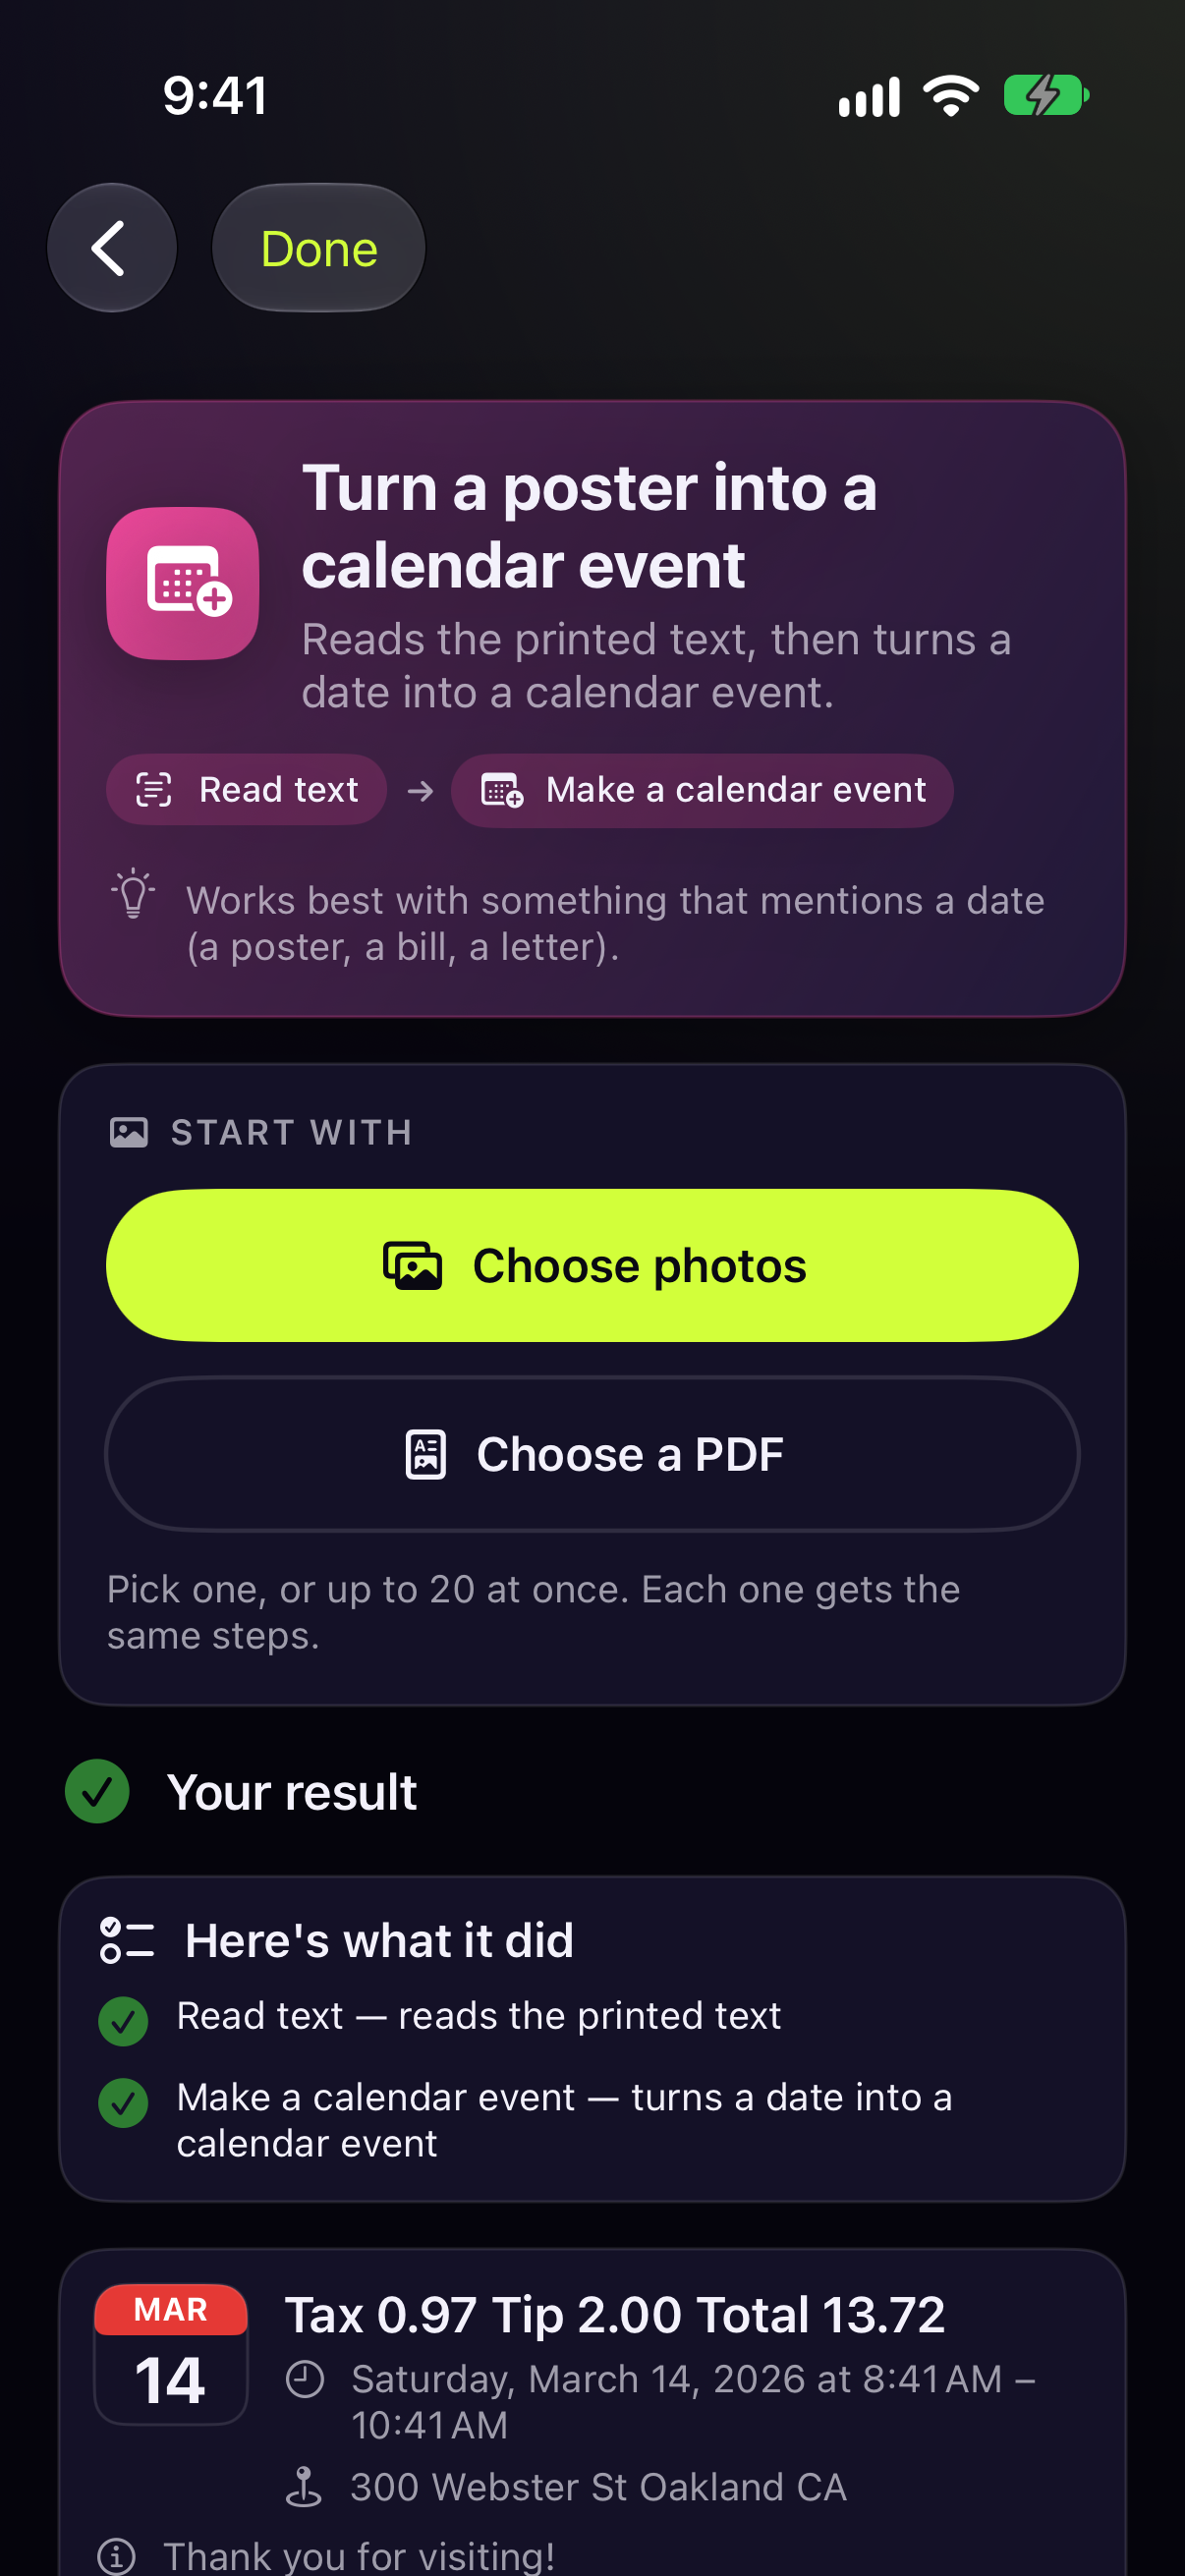 9:41
Done
Turn a poster into a
calendar event
Reads the printed text, then turns a
date into a calendar event.
Read text → Make a calendar event
Works best with something that mentions a date
(a poster, a bill, a letter).
START WITH
Choose photos
Choose a PDF
Pick one, or up to 20 at once. Each one gets the
same steps.
Your result
Here's what it did
Read text — reads the printed text
Make a calendar event — turns a date into a
calendar event
MAR
14
Tax 0.97 Tip 2.00 Total 13.72
Saturday, March 14, 2026 at 8:41 AM –
10:41 AM
300 Webster St Oakland CA
Thank you for visiting!